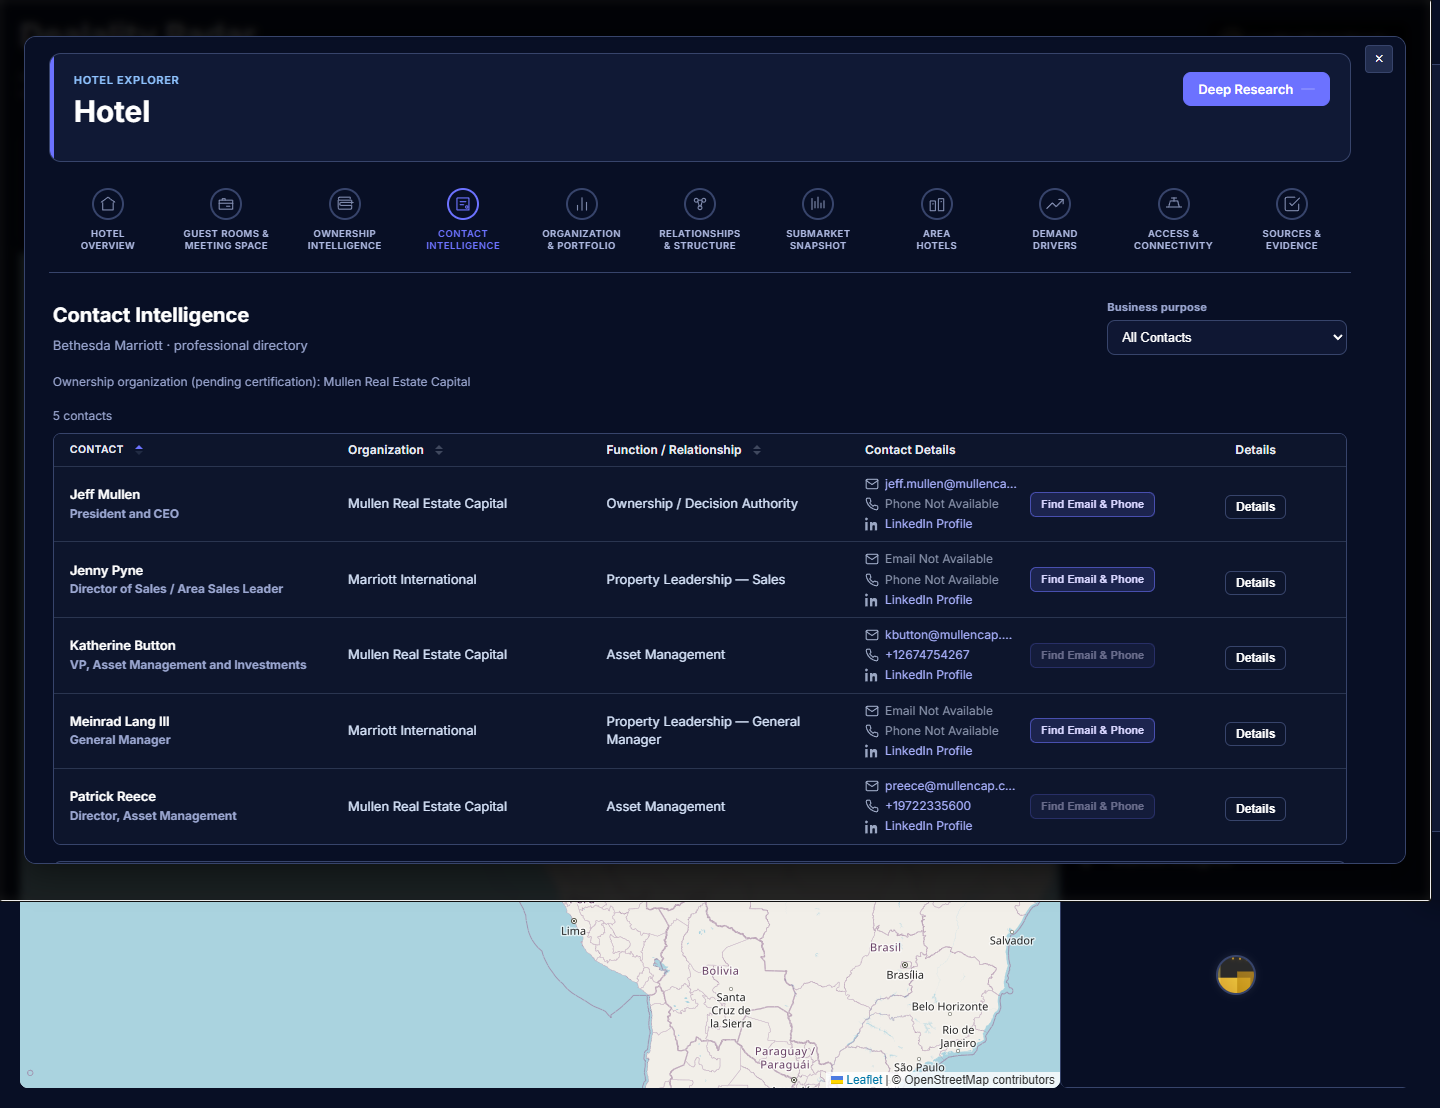 HOTEL EXPLORER
Hotel
Deep Research —
×
HOTEL OVERVIEW
GUEST ROOMS & MEETING SPACE
OWNERSHIP INTELLIGENCE
CONTACT INTELLIGENCE
ORGANIZATION & PORTFOLIO
RELATIONSHIPS & STRUCTURE
SUBMARKET SNAPSHOT
AREA HOTELS
DEMAND DRIVERS
ACCESS & CONNECTIVITY
SOURCES & EVIDENCE
Contact Intelligence
Bethesda Marriott · professional directory
Business purpose
All Contacts
Ownership organization (pending certification): Mullen Real Estate Capital
5 contacts
CONTACT Organization Function / Relationship Contact Details Details
Jeff Mullen
President and CEO
Mullen Real Estate Capital
Ownership / Decision Authority
jeff.mullen@mullenca...
Phone Not Available
LinkedIn Profile
Find Email & Phone
Details
Jenny Pyne
Director of Sales / Area Sales Leader
Marriott International
Property Leadership — Sales
Email Not Available
Phone Not Available
LinkedIn Profile
Find Email & Phone
Details
Katherine Button
VP, Asset Management and Investments
Mullen Real Estate Capital
Asset Management
kbutton@mullencap....
+12674754267
LinkedIn Profile
Find Email & Phone
Details
Meinrad Lang III
General Manager
Marriott International
Property Leadership — General
Manager
Email Not Available
Phone Not Available
LinkedIn Profile
Find Email & Phone
Details
Patrick Reece
Director, Asset Management
Mullen Real Estate Capital
Asset Management
preece@mullencap.c...
+19722335600
LinkedIn Profile
Find Email & Phone
Details
Lima
Brasil
Salvador
Bolivia
Brasília
Santa
Cruz de
la Sierra
Belo Horizonte
Rio de
Janeiro
Paraguay /
Paraguái
São Paulo
Leaflet | © OpenStreetMap contributors